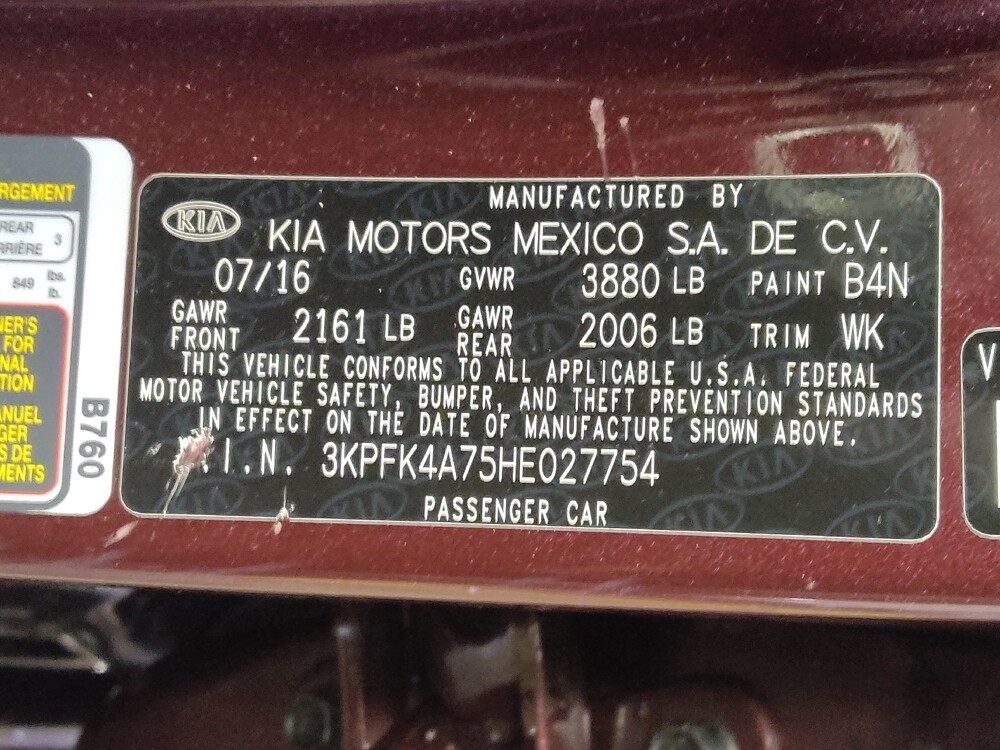 MANUFACTURED BY
KIA
KIA MOTORS MEXICO S.A. DE C.V.
07/16 GVWR 3880 LB PAINT B4N
GAWR FRONT 2161 LB GAWR REAR 2006 LB TRIM WK
THIS VEHICLE CONFORMS TO ALL APPLICABLE U.S.A. FEDERAL
MOTOR VEHICLE SAFETY, BUMPER, AND THEFT PREVENTION STANDARDS
IN EFFECT ON THE DATE OF MANUFACTURE SHOWN ABOVE.
.I.N. 3KPFK4A75HE027754
PASSENGER CAR
RGEMENT
REAR
RRIÈRE 3
849 lbs.
lb.
NER'S
FOR
NAL
TION
ANUEL
GER
S DE
MENTS
B760
V